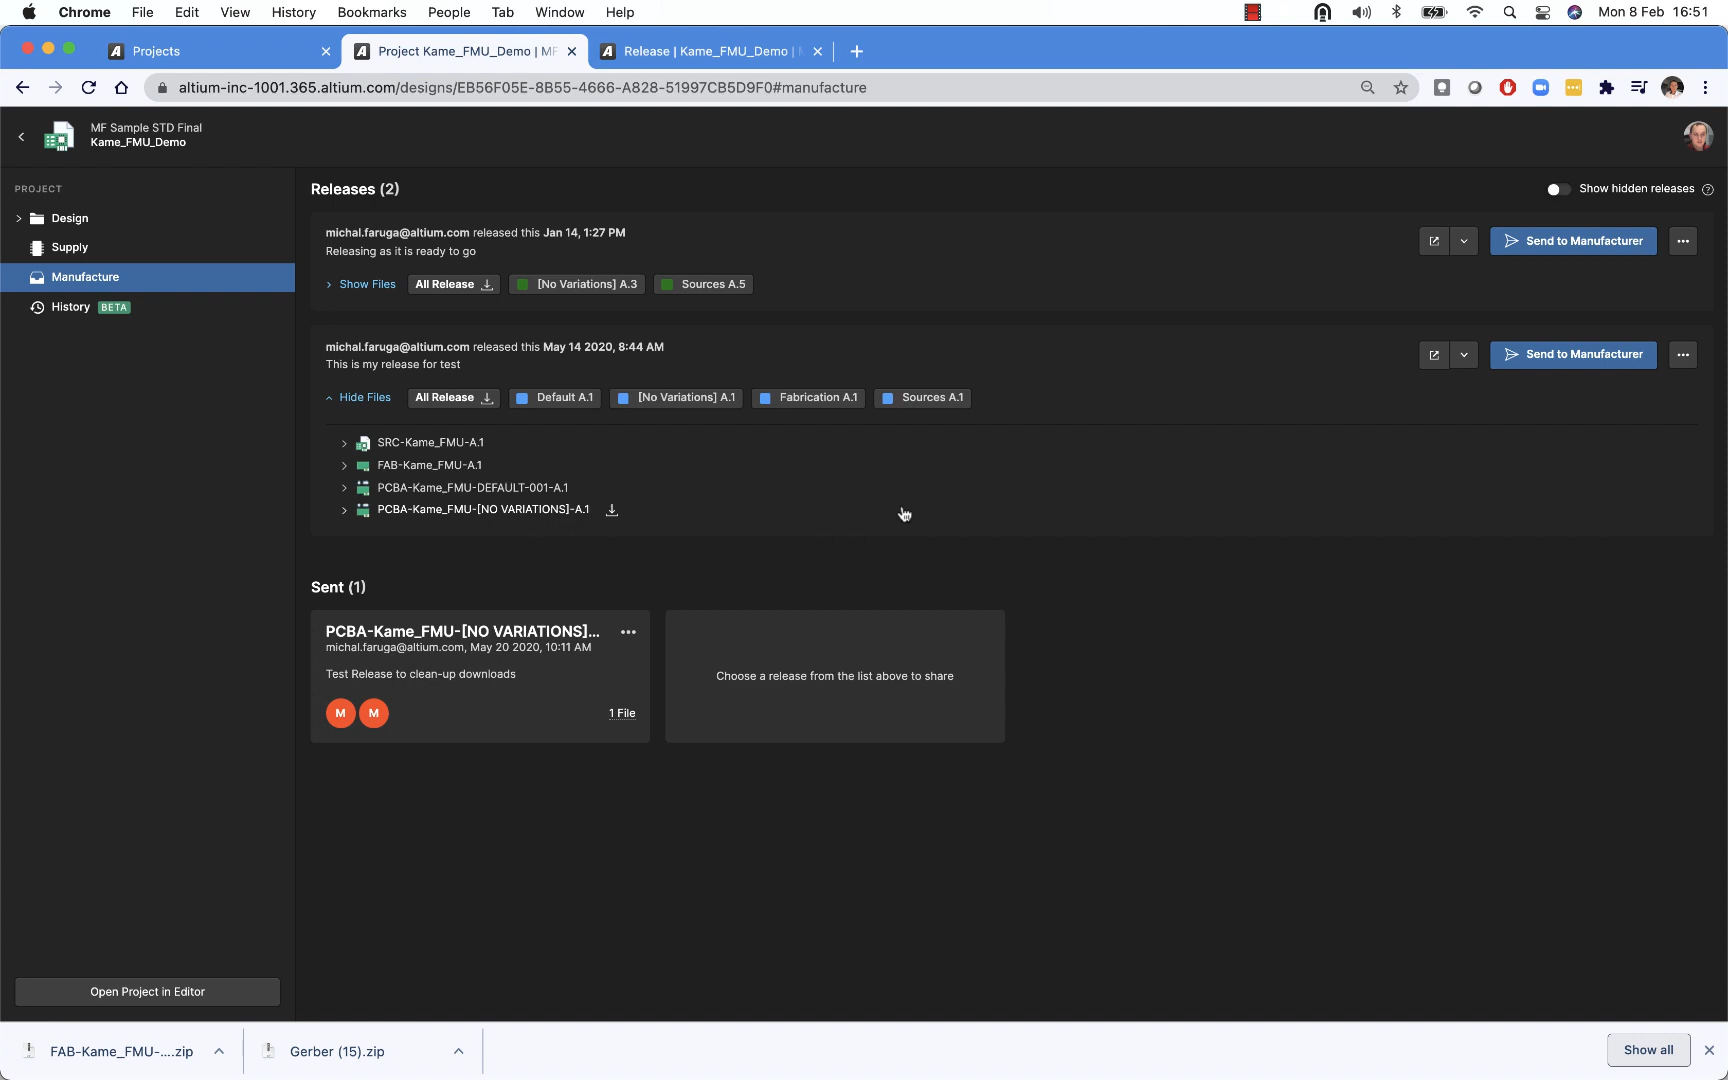 Chrome File Edit View History Bookmarks People Tab Window Help Mon 8 Feb 16:51
Projects Project Kame_FMU_Demo | MF Release | Kame_FMU_Demo |
altium-inc-1001.365.altium.com/designs/EB56F05E-8B55-4666-A828-51997CB5D9F0#manufacture
MF Sample STD Final
Kame_FMU_Demo
PROJECT
Design
Supply
Manufacture
History BETA
Releases (2)
Show hidden releases ?
michal.faruga@altium.com released this Jan 14, 1:27 PM
Releasing as it is ready to go
Send to Manufacturer
Show Files All Release [No Variations] A.3 Sources A.5
michal.faruga@altium.com released this May 14 2020, 8:44 AM
This is my release for test
Send to Manufacturer
Hide Files All Release Default A.1 [No Variations] A.1 Fabrication A.1 Sources A.1
SRC-Kame_FMU-A.1
FAB-Kame_FMU-A.1
PCBA-Kame_FMU-DEFAULT-001-A.1
PCBA-Kame_FMU-[NO VARIATIONS]-A.1
Sent (1)
PCBA-Kame_FMU-[NO VARIATIONS]...
michal.faruga@altium.com, May 20 2020, 10:11 AM
Test Release to clean-up downloads
M M 1 File
Choose a release from the list above to share
Open Project in Editor
FAB-Kame_FMU-....zip Gerber (15).zip Show all